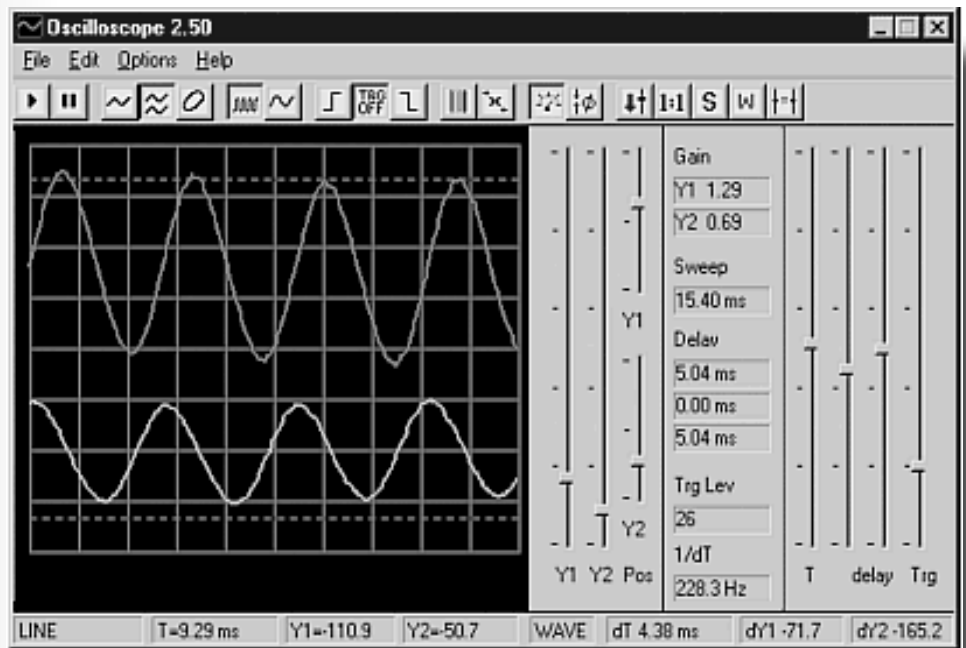 Oscilloscope 2.50
File Edit Options Help
TRG OFF 1:1 S W
Gain
Y1 1.29
Y2 0.69
Sweep
15.40 ms
Y1
Delay
5.04 ms
0.00 ms
5.04 ms
Trg Lev
26
Y2
1/dT
Y1 Y2 Pos
T delay Trg
228.3 Hz
LINE T=9.29 ms Y1=-110.9 Y2=-50.7 WAVE dT 4.38 ms dY1 -71.7 dY2 -165.2